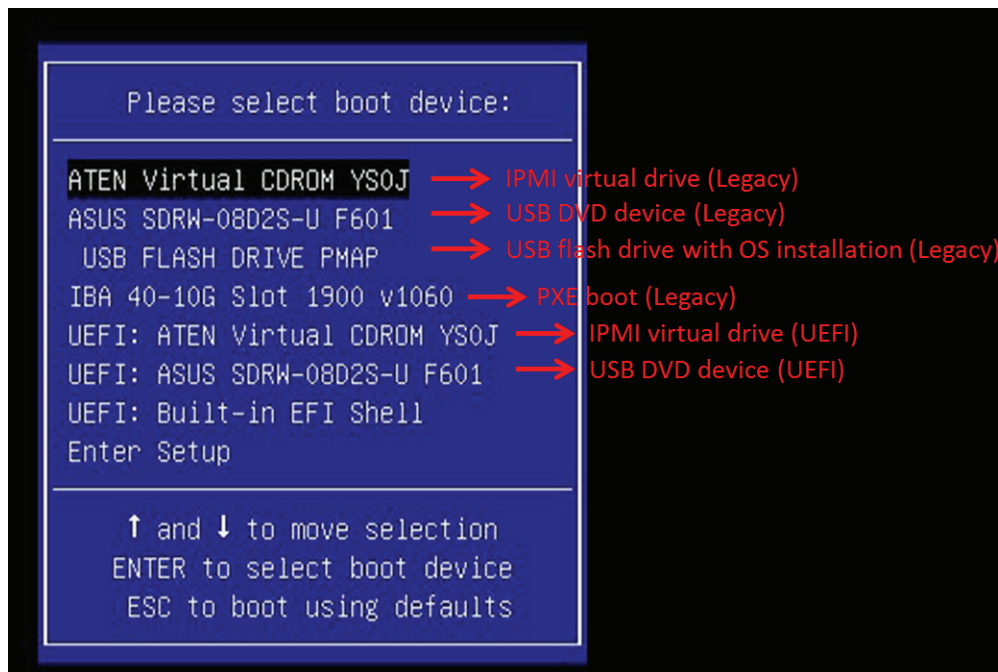 Please select boot device:
ATEN Virtual CDROM YS0J → IPMI virtual drive (Legacy)
ASUS SDRW-08D2S-U F601 → USB DVD device (Legacy)
USB FLASH DRIVE PMAP → USB flash drive with OS installation (Legacy)
IBA 40-10G Slot 1900 v1060 → PXE boot (Legacy)
UEFI: ATEN Virtual CDROM YS0J → IPMI virtual drive (UEFI)
UEFI: ASUS SDRW-08D2S-U F601 → USB DVD device (UEFI)
UEFI: Built-in EFI Shell
Enter Setup
↑ and ↓ to move selection
ENTER to select boot device
ESC to boot using defaults